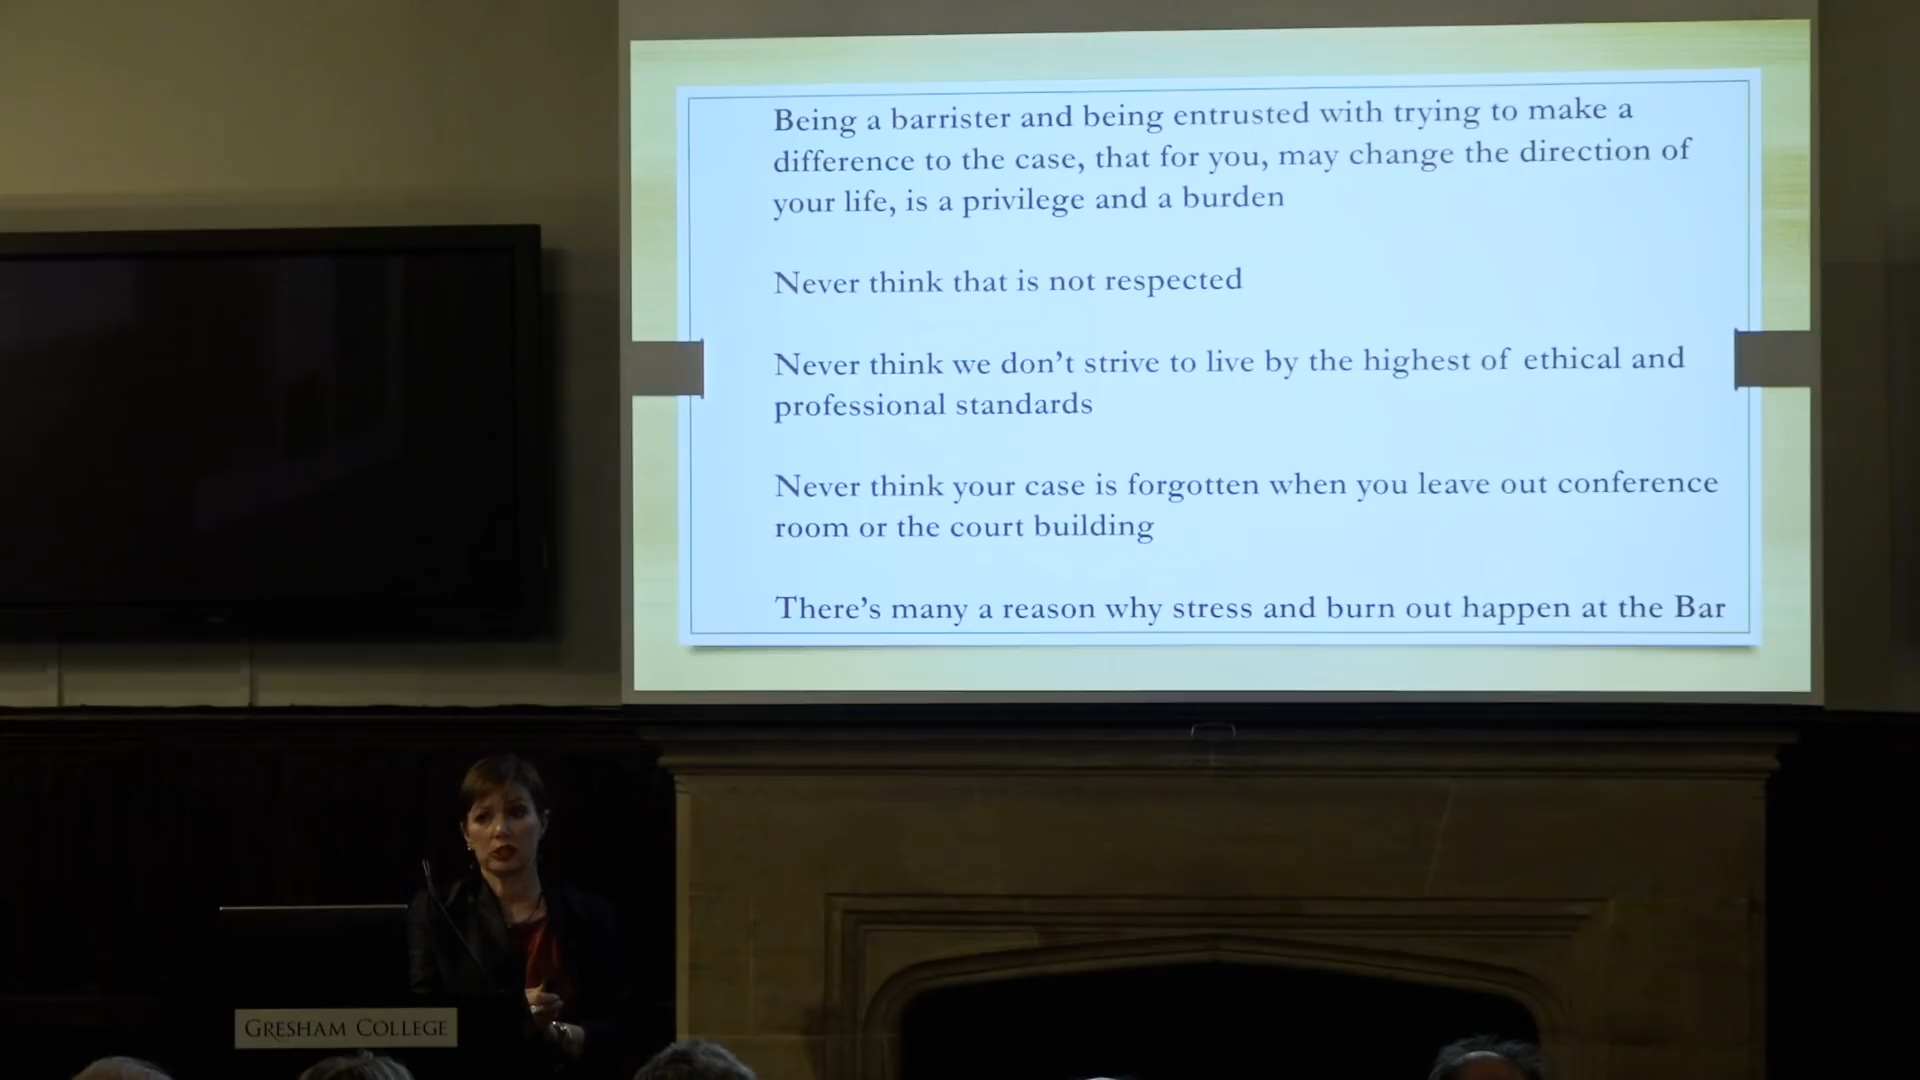 Being a barrister and being entrusted with trying to make a
difference to the case, that for you, may change the direction of
your life, is a privilege and a burden
Never think that is not respected
Never think we don’t strive to live by the highest of ethical and
professional standards
Never think your case is forgotten when you leave out conference
room or the court building
There’s many a reason why stress and burn out happen at the Bar
GRESHAM COLLEGE